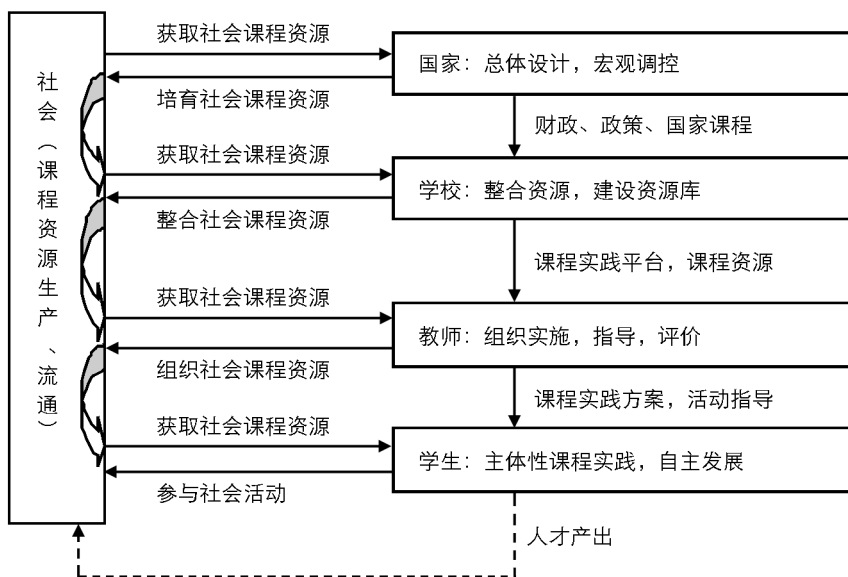 社会（课程资源生产、流通）
获取社会课程资源
国家：总体设计，宏观调控
培育社会课程资源
财政、政策、国家课程
获取社会课程资源
学校：整合资源，建设资源库
整合社会课程资源
课程实践平台，课程资源
获取社会课程资源
教师：组织实施，指导，评价
组织社会课程资源
课程实践方案，活动指导
获取社会课程资源
学生：主体性课程实践，自主发展
参与社会活动
人才产出